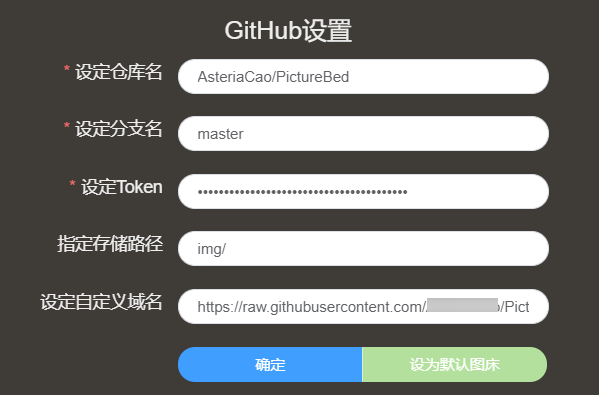 GitHub设置
* 设定仓库名 AsteriaCao/PictureBed
* 设定分支名 master
* 设定Token ••••••••••••••••••••••••••••••••••••••••
指定存储路径 img/
设定自定义域名 https://raw.githubusercontent.com/ /Pict
确定 设为默认图床